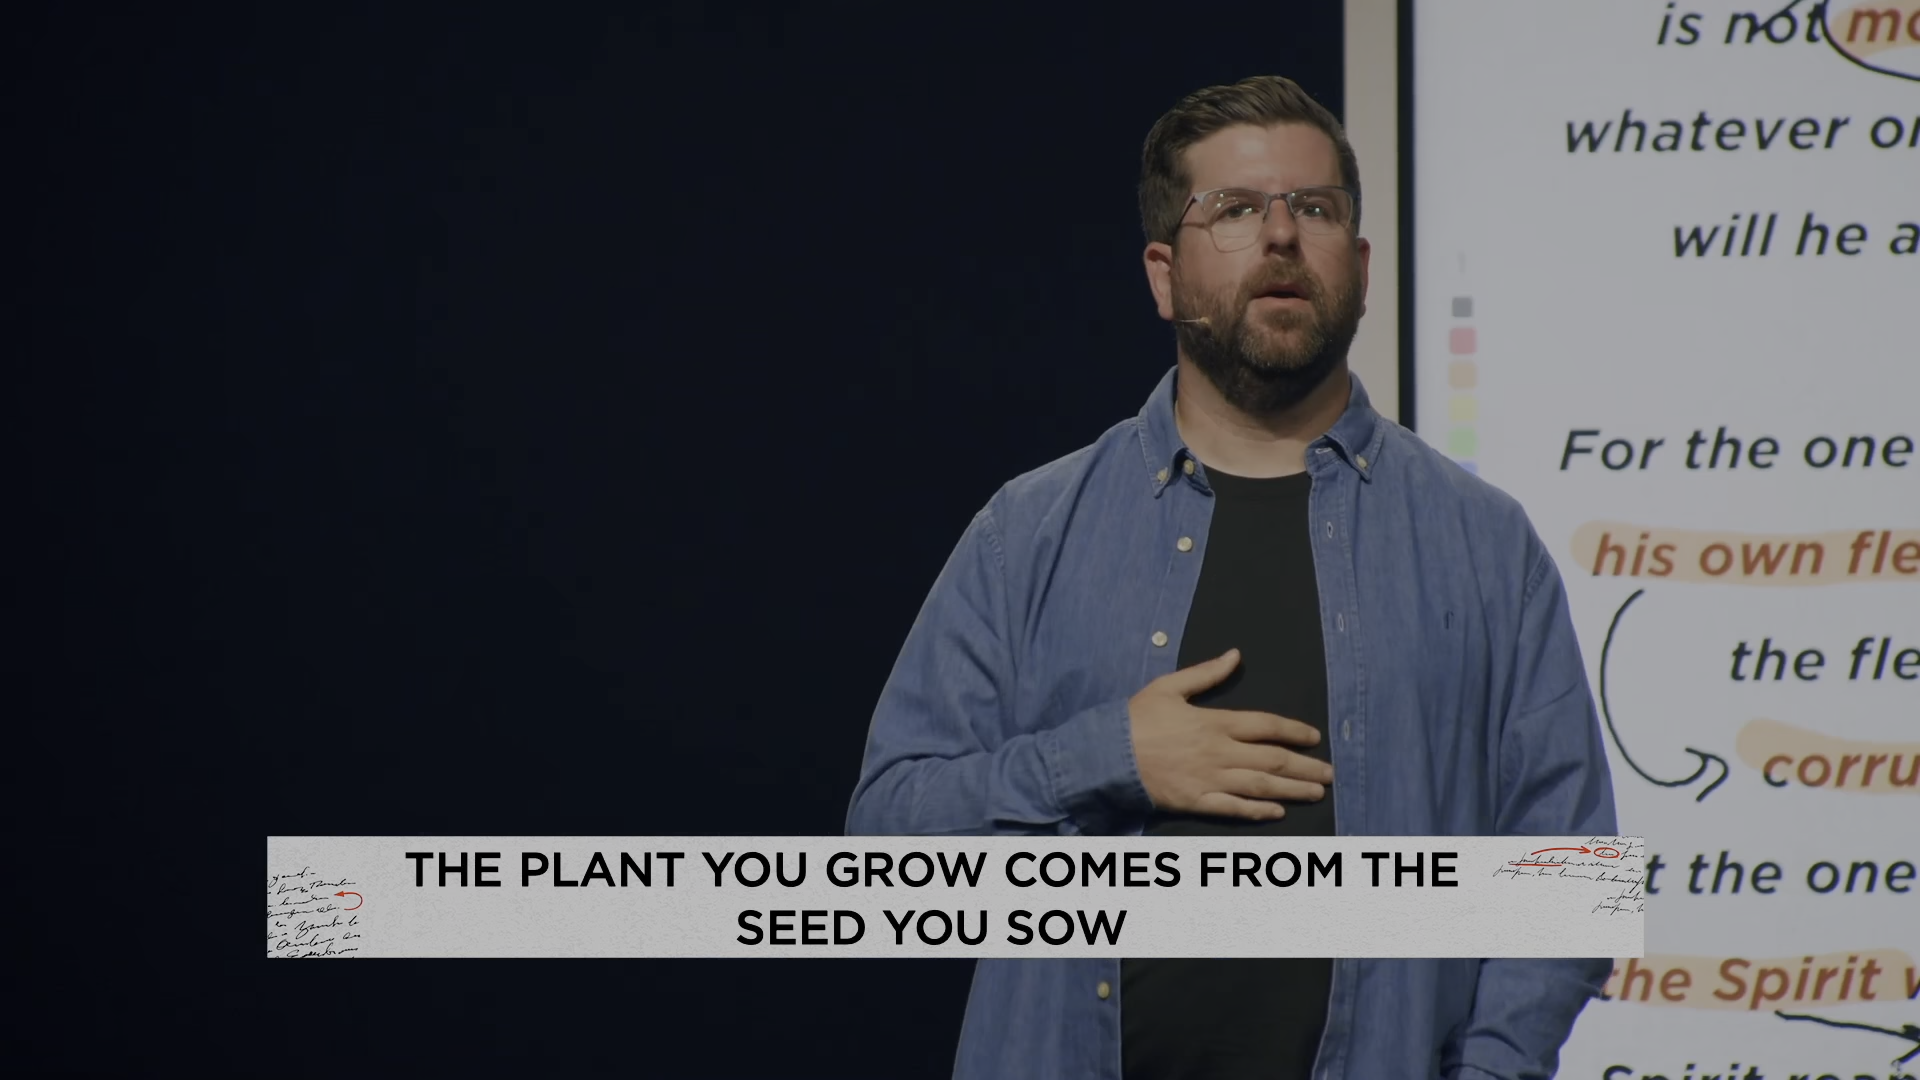 is not mo
whatever or
will he a
For the one
his own fle
the fle
corru
THE PLANT YOU GROW COMES FROM THE
SEED YOU SOW
t the one
the Spirit